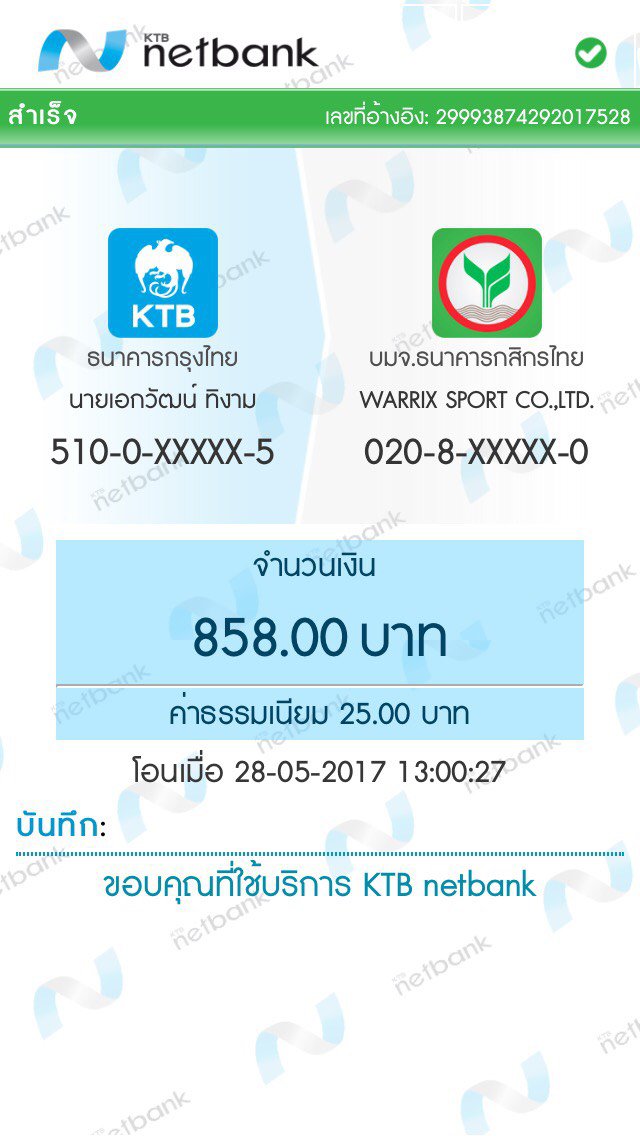 KTB netbank
สำเร็จ เลขที่อ้างอิง: 29993874292017528
KTB
ธนาคารกรุงไทย
นายเอกวัฒน์ ทิงาม
510-0-XXXXX-5
บมจ.ธนาคารกสิกรไทย
WARRIX SPORT CO.,LTD.
020-8-XXXXX-0
จำนวนเงิน
858.00 บาท
ค่าธรรมเนียม 25.00 บาท
โอนเมื่อ 28-05-2017 13:00:27
บันทึก:
ขอบคุณที่ใช้บริการ KTB netbank